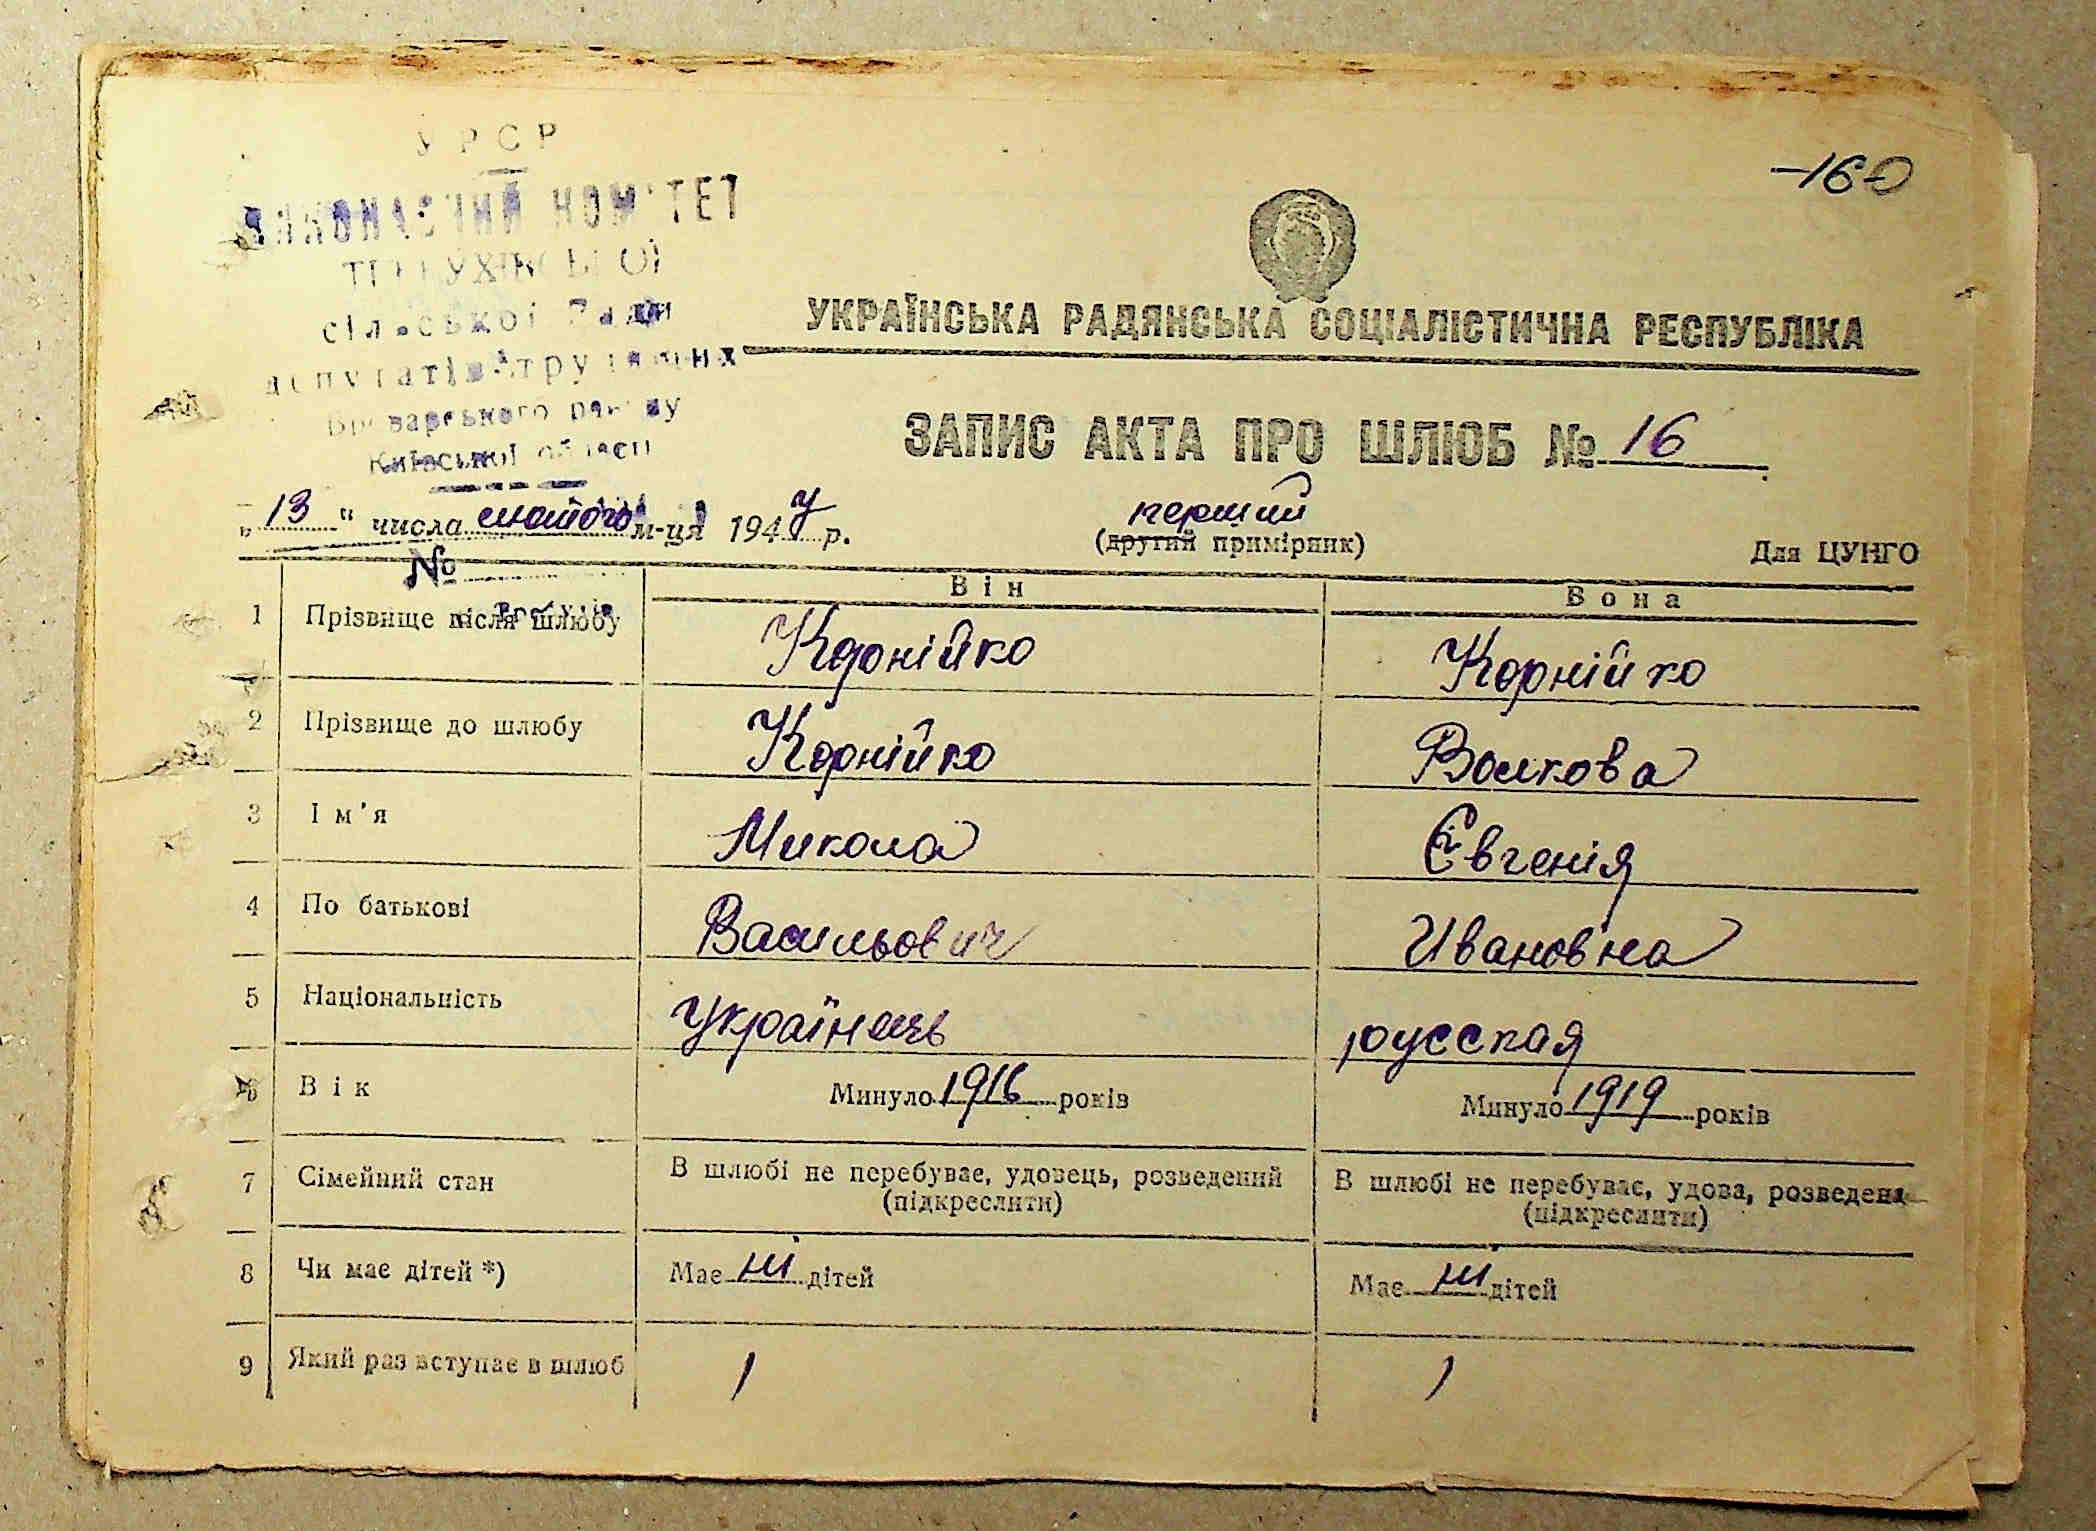 УРСР
ВИКОНАВЧИЙ КОМІТЕТ
сільської Ради
депутатів трудящих
Броварського району
Київської області
-160
УКРАЇНСЬКА РАДЯНСЬКА СОЦІАЛІСТИЧНА РЕСПУБЛІКА
ЗАПИС АКТА ПРО ШЛЮБ № 16
„13" числа лютого м-ця 1947 р.
перший
(другий примірник)
Для ЦУНГО
№
Він Вона
1 Прізвище після шлюбу Корнійко Корнійко
2 Прізвище до шлюбу Корнійко Волкова
3 Ім'я Микола Євгенія
4 По батькові Васильович Ивановна
5 Національність Українець русская
6 Вік Минуло 1916 років Минуло 1919 років
7 Сімейний стан В шлюбі не перебуває, удовець, розведений (підкреслити) В шлюбі не перебуває, удова, розведена (підкреслити)
8 Чи має дітей *) Має ні дітей Має ні дітей
9 Який раз вступає в шлюб 1 1